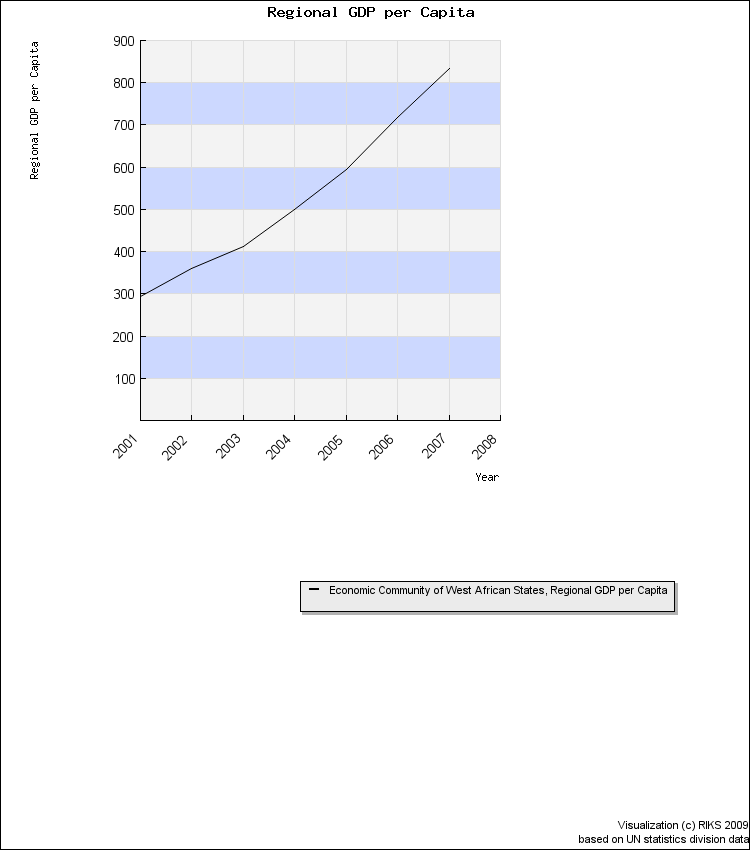 Regional GDP per Capita
Regional GDP per Capita
900
800
700
600
500
400
300
200
100
2001
2002
2003
2004
2005
2006
2007
2008
Year
Economic Community of West African States, Regional GDP per Capita
Visualization (c) RIKS 2009
based on UN statistics division data